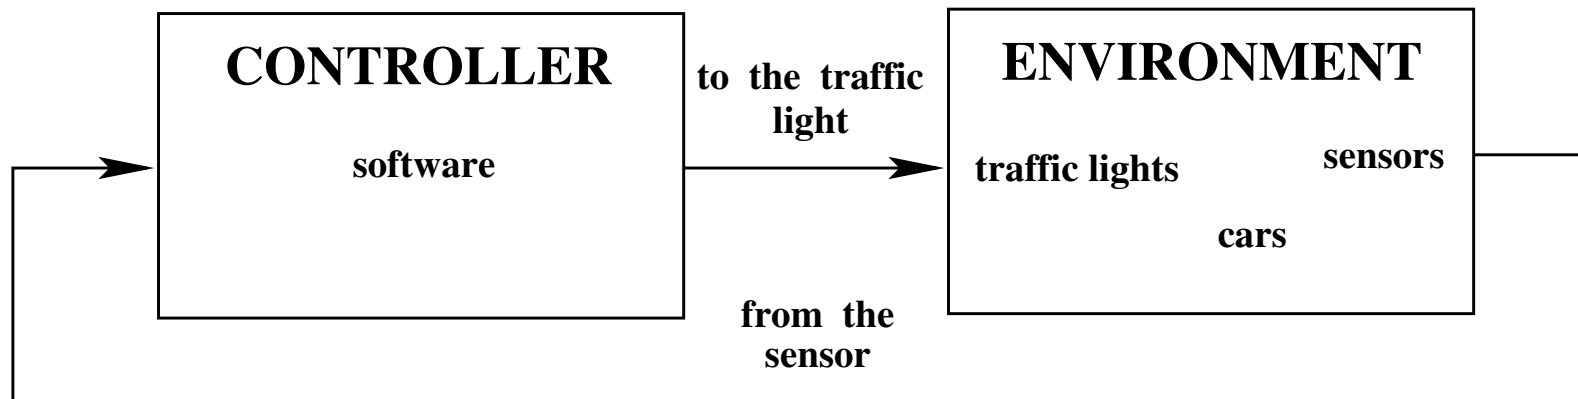 CONTROLLER
software
to the traffic
light
ENVIRONMENT
traffic lights
sensors
cars
from the
sensor